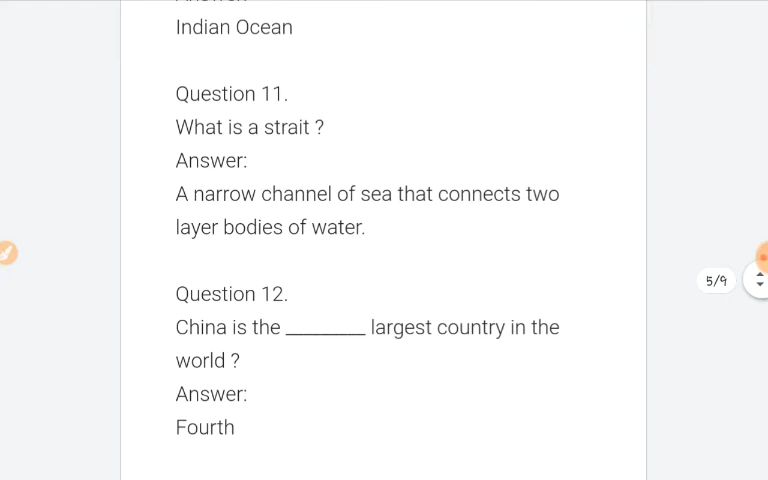 Indian Ocean
Question 11.
What is a strait ?
Answer:
A narrow channel of sea that connects two
layer bodies of water.
Question 12.
China is the _________ largest country in the
world ?
Answer:
Fourth
5/9